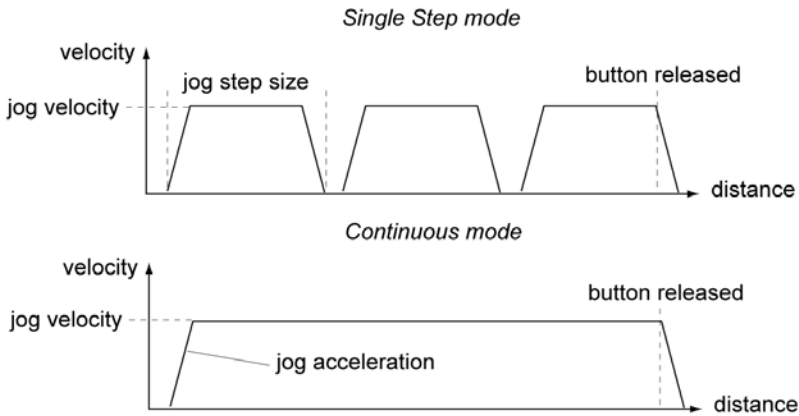 Single Step mode
velocity
jog step size
button released
jog velocity
distance
Continuous mode
velocity
button released
jog velocity
jog acceleration
distance